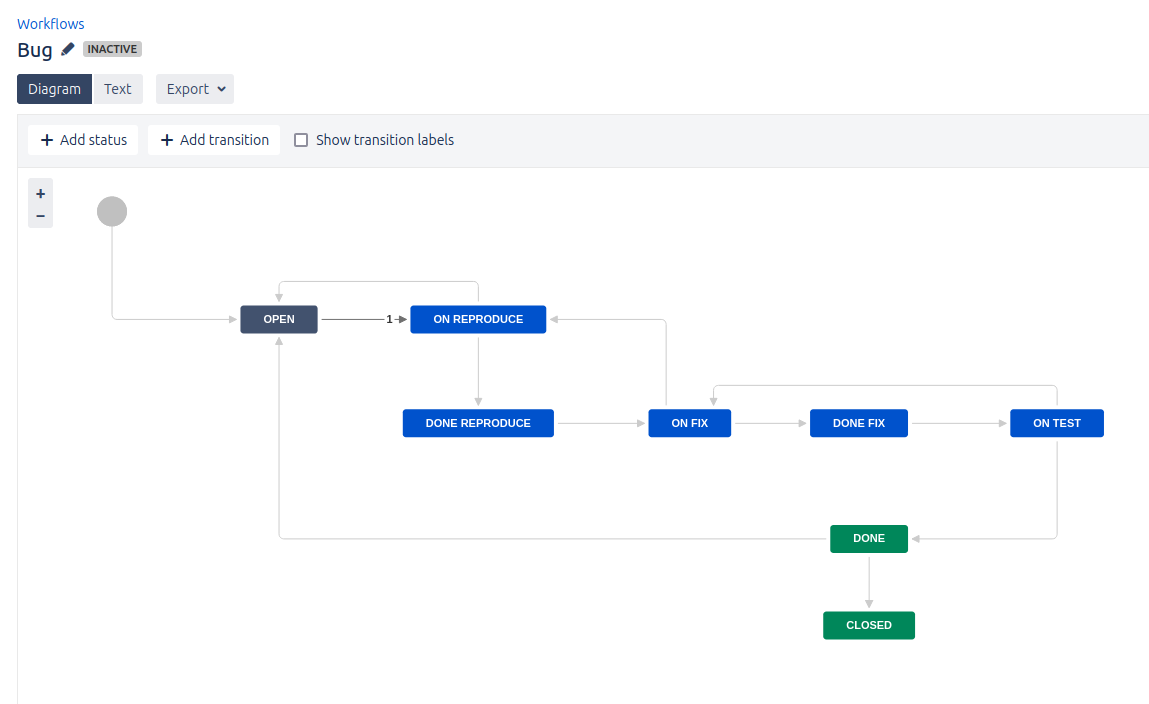 Workflows
Bug INACTIVE
Diagram Text Export
+ Add status + Add transition Show transition labels
+
−
OPEN 1 ON REPRODUCE
DONE REPRODUCE ON FIX DONE FIX ON TEST
DONE
CLOSED